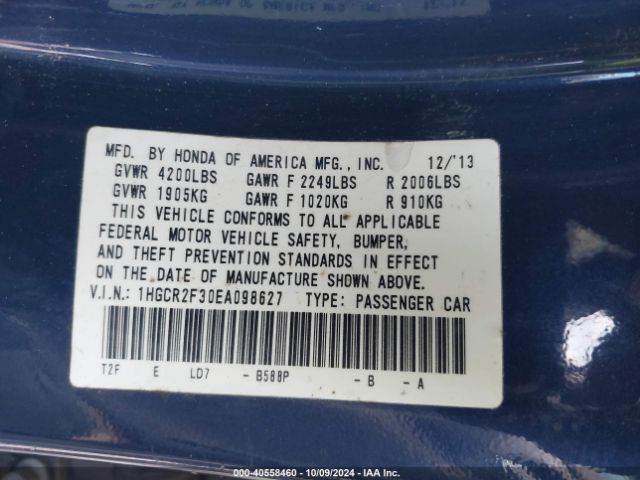 MFD. BY HONDA OF AMERICA MFG., INC. 12/'13
GVWR 4200LBS GAWR F 2249LBS R 2006LBS
GVWR 1905KG GAWR F 1020KG R 910KG
THIS VEHICLE CONFORMS TO ALL APPLICABLE
FEDERAL MOTOR VEHICLE SAFETY, BUMPER,
AND THEFT PREVENTION STANDARDS IN EFFECT
ON THE DATE OF MANUFACTURE SHOWN ABOVE.
V.I.N.: 1HGCR2F30EA098627 TYPE: PASSENGER CAR
T2F E LD7 -B588P -B -A
000-40558460 - 10/09/2024 - IAA Inc.